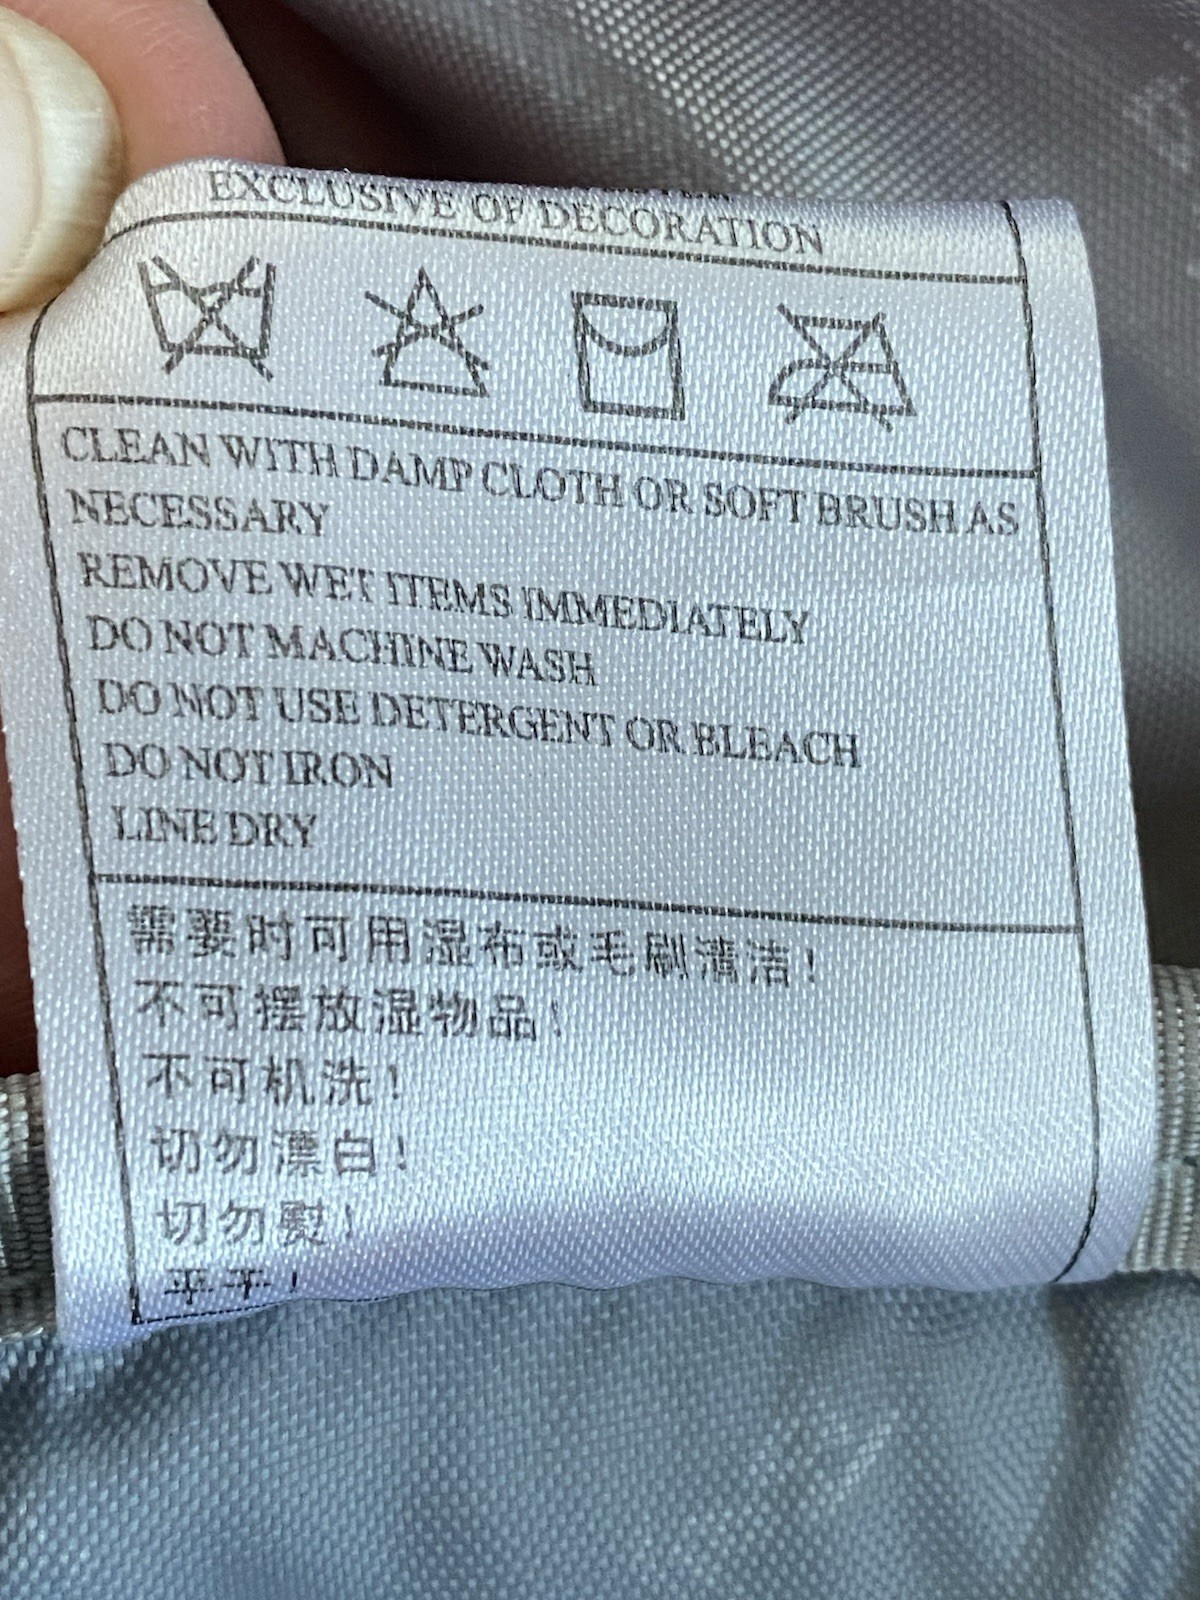 EXCLUSIVE OF DECORATION
CLEAN WITH DAMP CLOTH OR SOFT BRUSH AS
NECESSARY
REMOVE WET ITEMS IMMEDIATELY
DO NOT MACHINE WASH
DO NOT USE DETERGENT OR BLEACH
DO NOT IRON
LINE DRY
需要时可用湿布或毛刷清洁!
不可摆放湿物品!
不可机洗!
切勿漂白!
切勿熨!
平干!